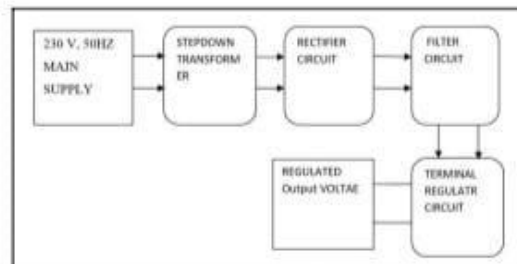 230 V, 50HZ
MAIN
SUPPLY
STEPDOWN
TRANSFORM
ER
RECTIFIER
CIRCUIT
FILTER
CIRCUIT
REGULATED
Output VOLTAE
TERMINAL
REGULATR
CIRCUIT